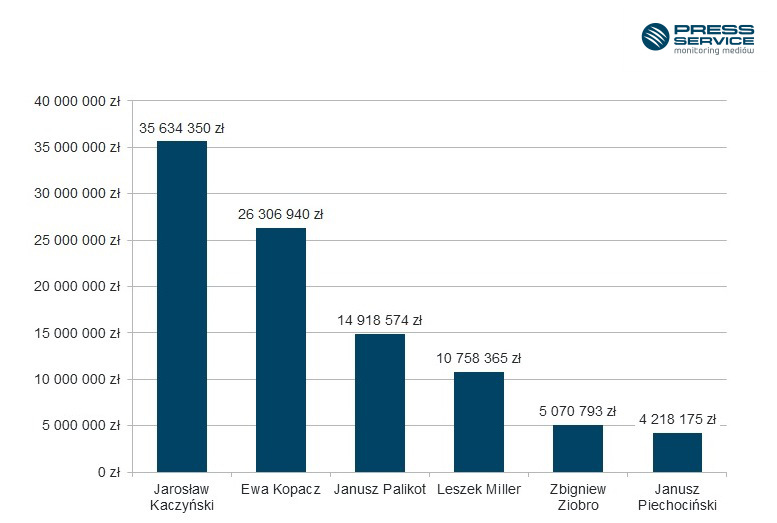 PRESS
SERVICE
monitoring mediów
40 000 000 zł
35 000 000 zł
30 000 000 zł
25 000 000 zł
20 000 000 zł
15 000 000 zł
10 000 000 zł
5 000 000 zł
0 zł
35 634 350 zł
26 306 940 zł
14 918 574 zł
10 758 365 zł
5 070 793 zł
4 218 175 zł
Jarosław
Kaczyński
Ewa Kopacz
Janusz Palikot
Leszek Miller
Zbigniew
Ziobro
Janusz
Piechociński